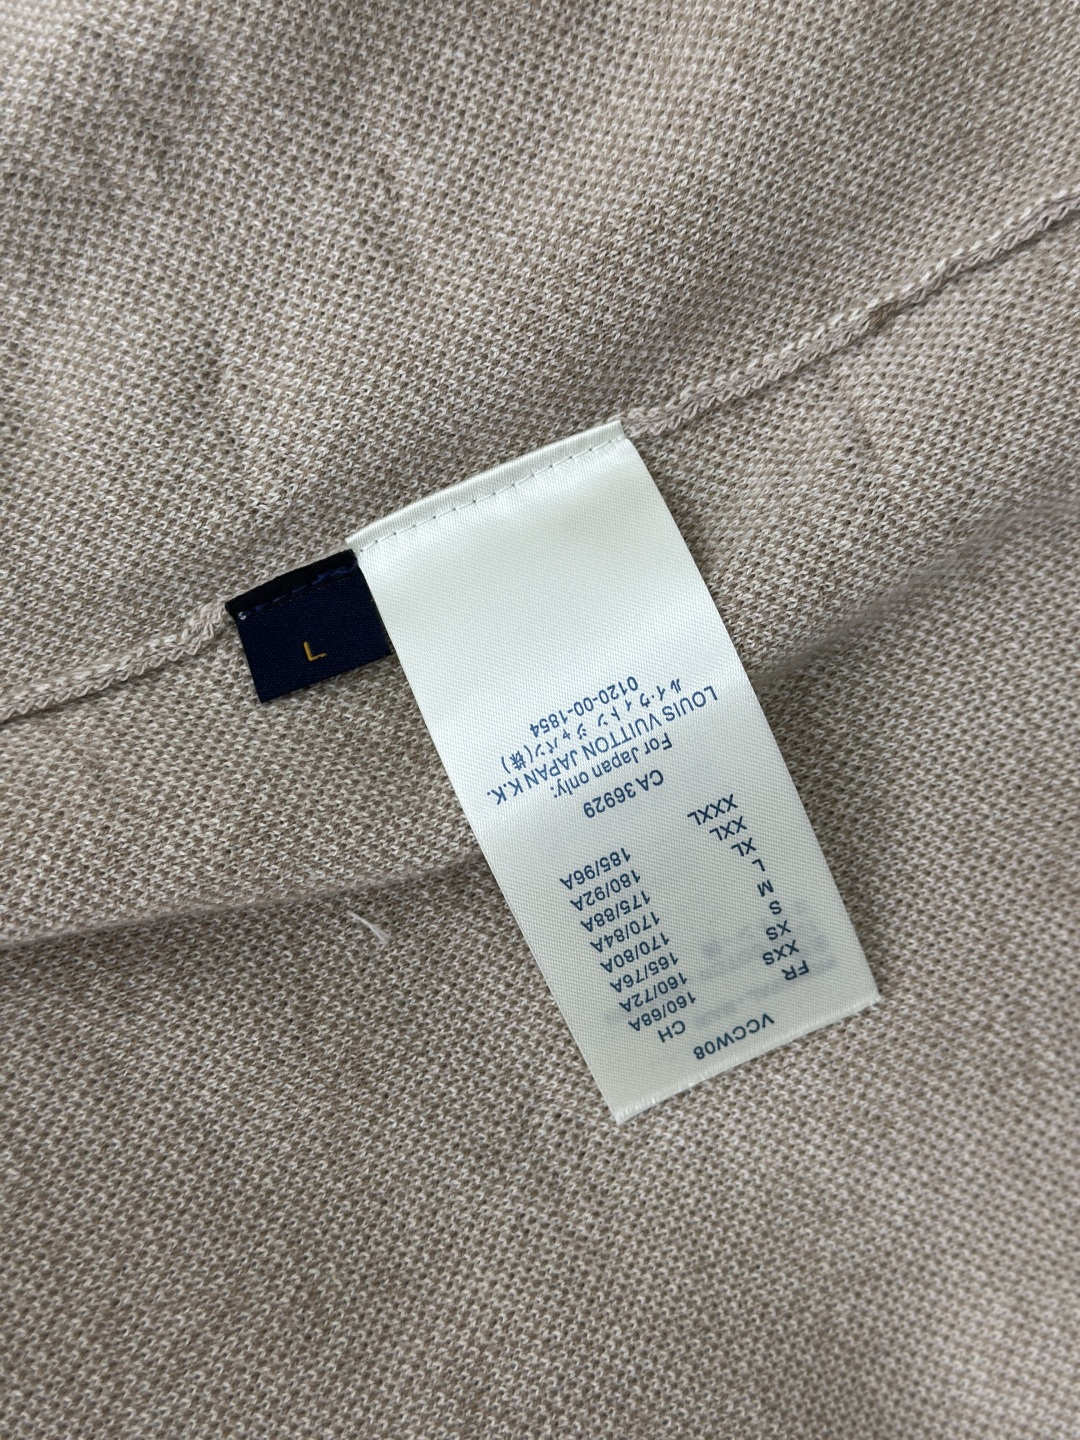 VCCW08
FR CH
XXS 160/68A
XS 160/72A
S 165/76A
M 170/80A
L 170/84A
XL 175/88A
XXL 180/92A
XXXL 185/96A
CA 36929
For Japan only:
LOUIS VUITTON JAPAN K.K.
ルイ・ヴィトン ジャパン(株)
0120-00-1854
L